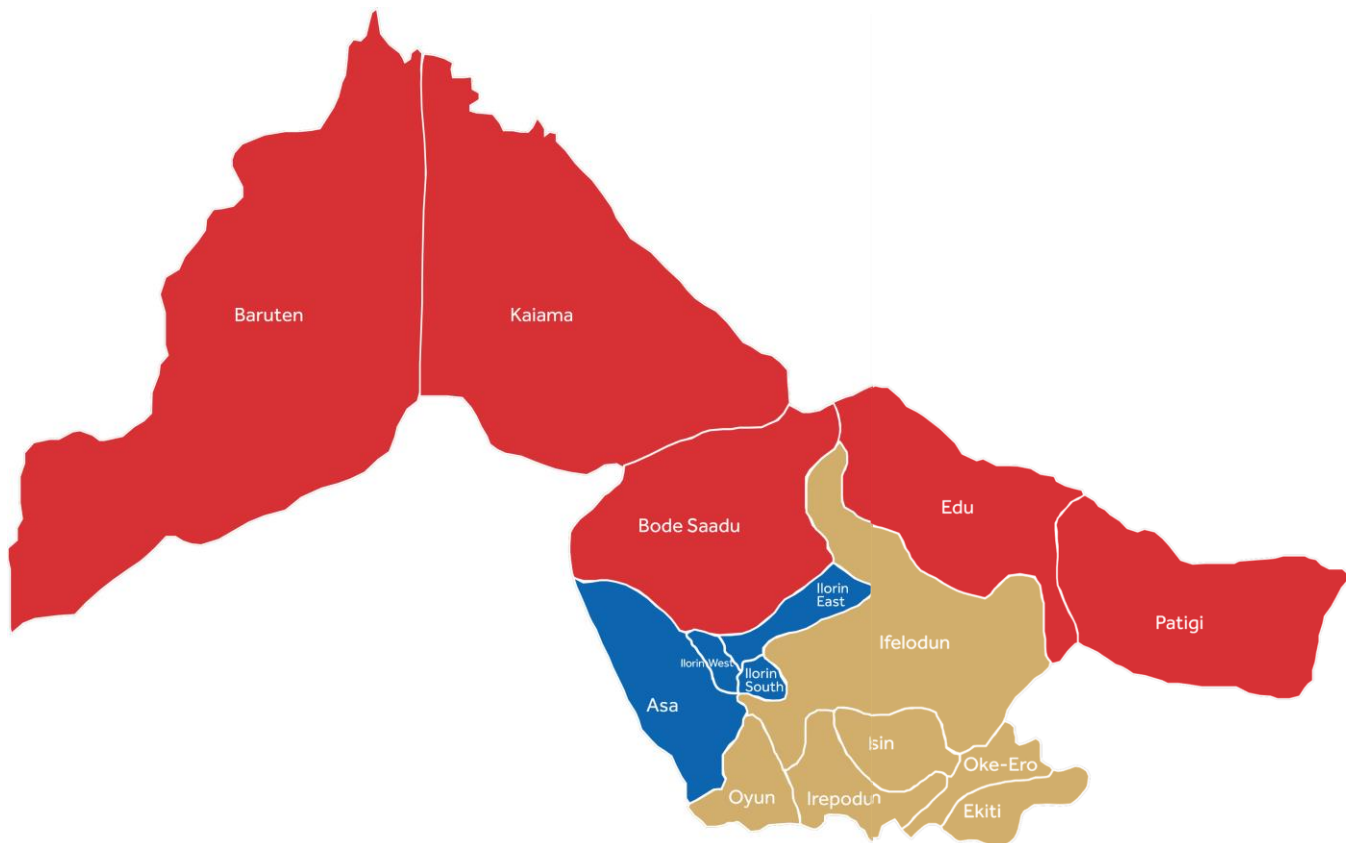 Baruten
Kaiama
Bode Saadu
Edu
Patigi
Ilorin
East
Ifelodun
Ilorin West
Ilorin
South
Asa
Isin
Oke-Ero
Oyun
Irepodun
Ekiti